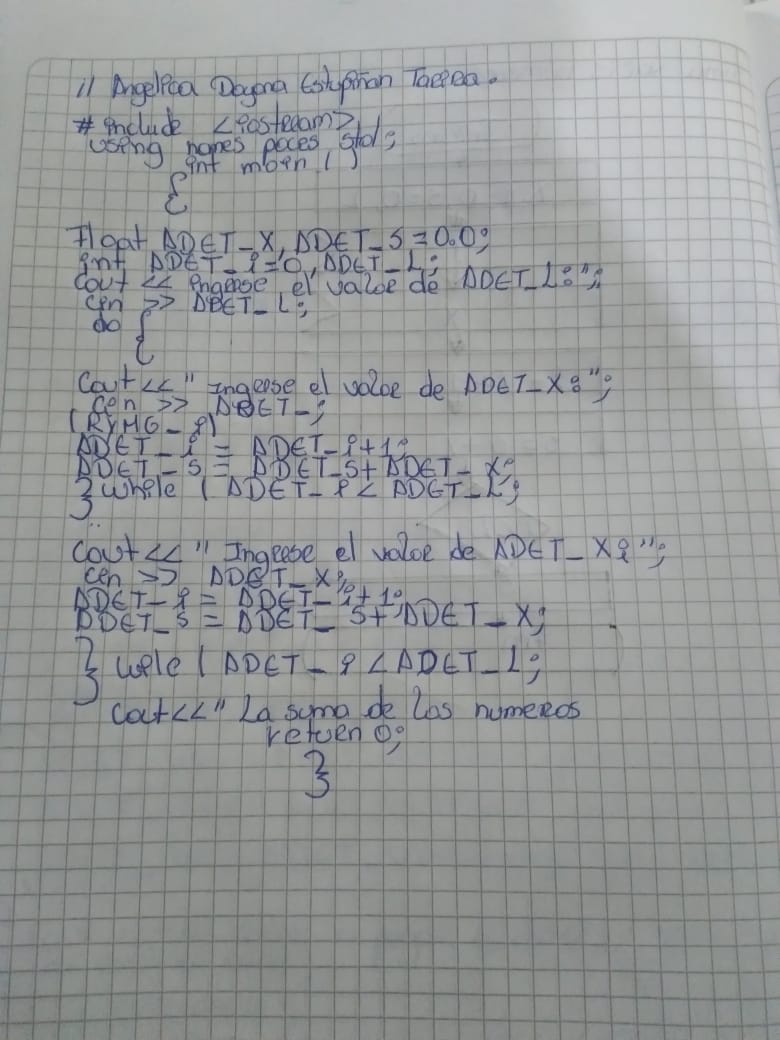 // Angelica Dayana Estupiñan Tacuea.
# include <iostream>
using names paces std;
int main ( )
{
Float ADET_X, ADET_S = 0.0;
int ADET_i=0, ADET_L;
Cout << ingrese el valor de ADET_L:";
cin >> ADET_L;
do {
Cout<<" Ingrese el valor de ADET_X:";
cin >> ADET_;
(RYMG_i)
ADET_i = ADET_i+1;
ADET_S = ADET_S+ADET_X;
} while ( ADET_i < ADET_L;
Cout<<" Ingrese el valor de ADET_X:";
cin >> ADET_X;
ADET_i = ADET_i+1;
ADET_S = ADET_S+ADET_X;
} wile ( ADET_i <ADET_L;
Cout<<" La suma de los numeros
return 0;
}